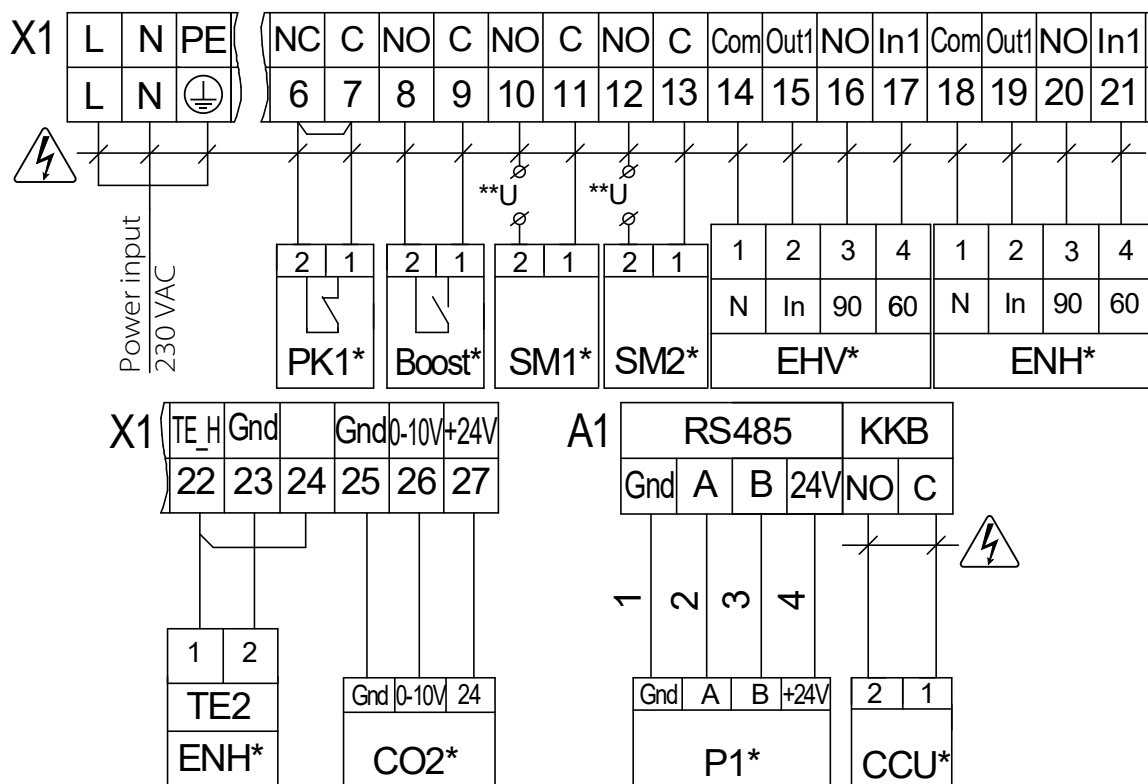 X1 L N PE NC C NO C NO C NO C Com Out1 NO In1 Com Out1 NO In1
L N 6 7 8 9 10 11 12 13 14 15 16 17 18 19 20 21
**U **U
Power input
230 VAC
2 1 2 1 2 1 2 1 1 2 3 4 1 2 3 4
N In 90 60 N In 90 60
PK1* Boost* SM1* SM2* EHV* ENH*
X1 TE_H Gnd Gnd 0-10V +24V
22 23 24 25 26 27
A1 RS485 KKB
Gnd A B 24V NO C
1 2 3 4
1 2
TE2
ENH*
Gnd 0-10V 24
CO2*
Gnd A B +24V
P1*
2 1
CCU*